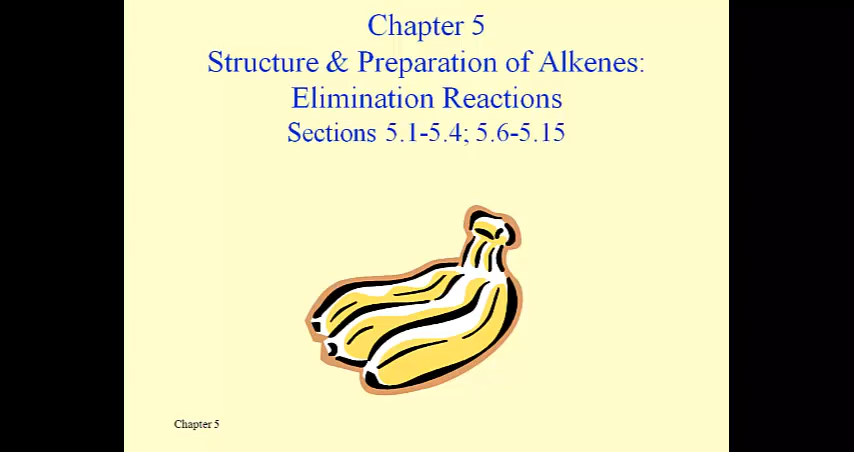 Chapter 5
Structure & Preparation of Alkenes:
Elimination Reactions
Sections 5.1-5.4; 5.6-5.15
Chapter 5